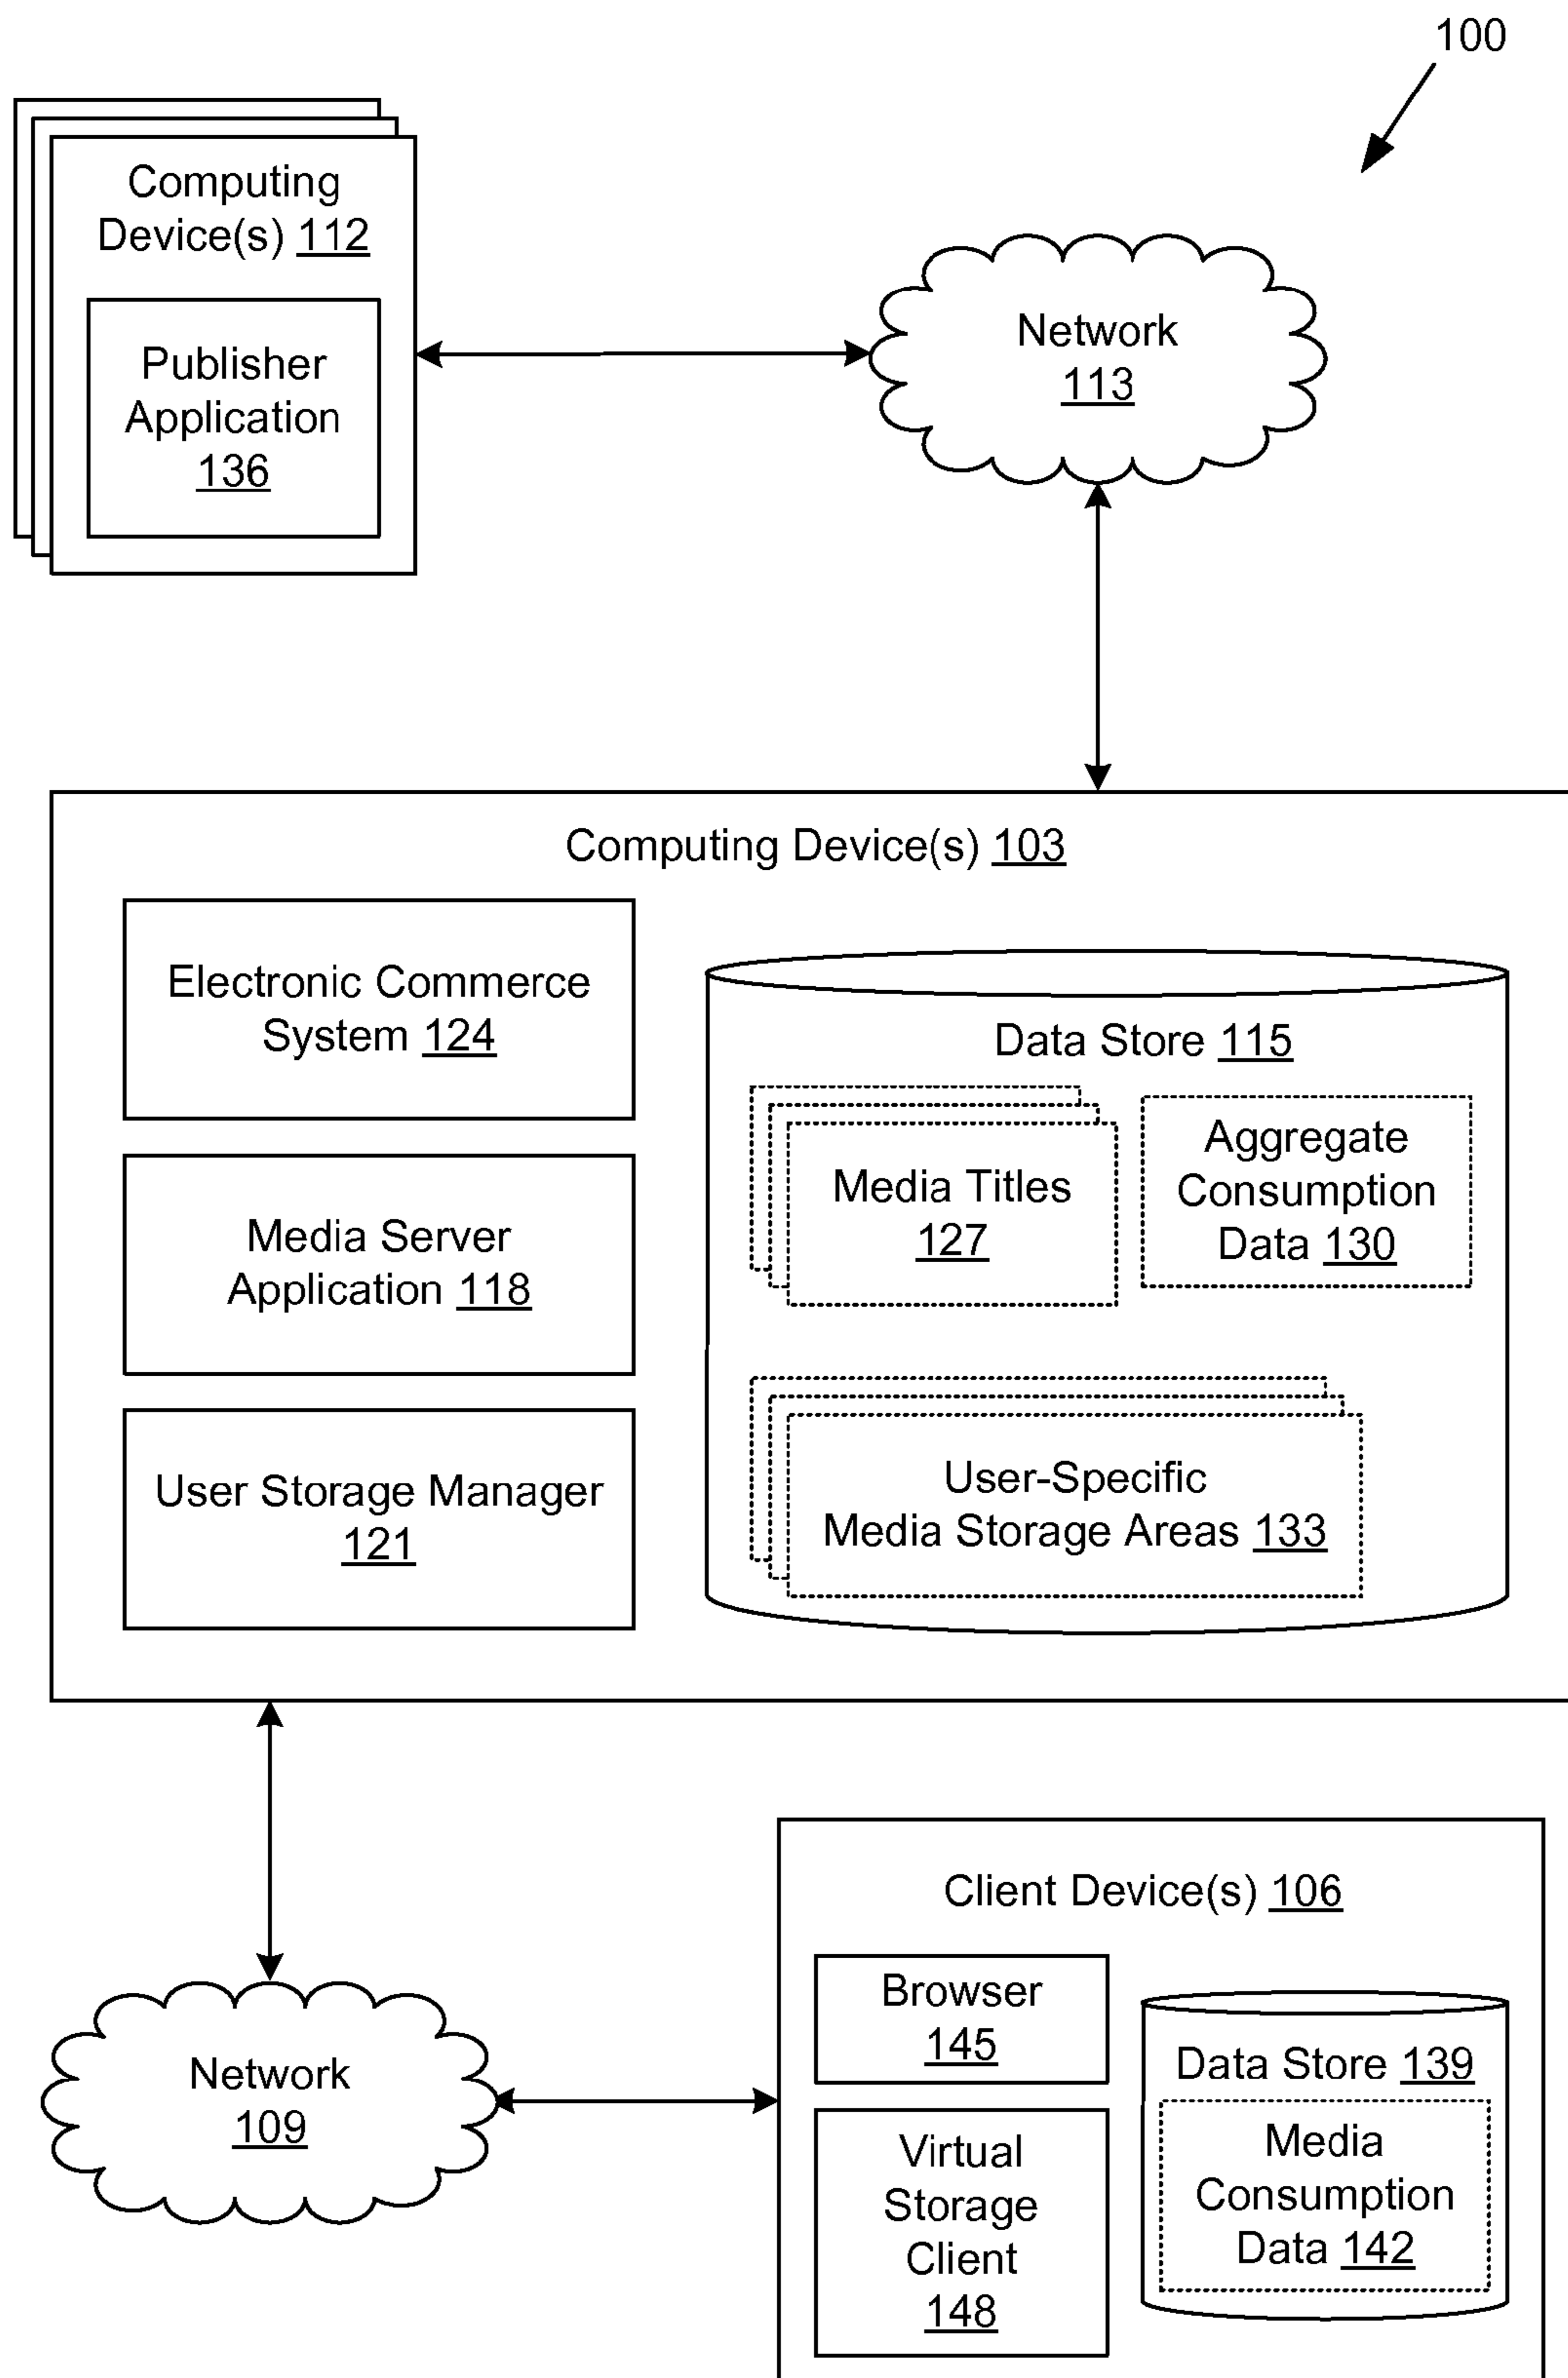 100
Computing
Device(s) 112
Publisher
Application
136
Network
113
Computing Device(s) 103
Electronic Commerce
System 124
Media Server
Application 118
User Storage Manager
121
Data Store 115
Media Titles
127
Aggregate
Consumption
Data 130
User-Specific
Media Storage Areas 133
Network
109
Client Device(s) 106
Browser
145
Virtual
Storage
Client
148
Data Store 139
Media
Consumption
Data 142